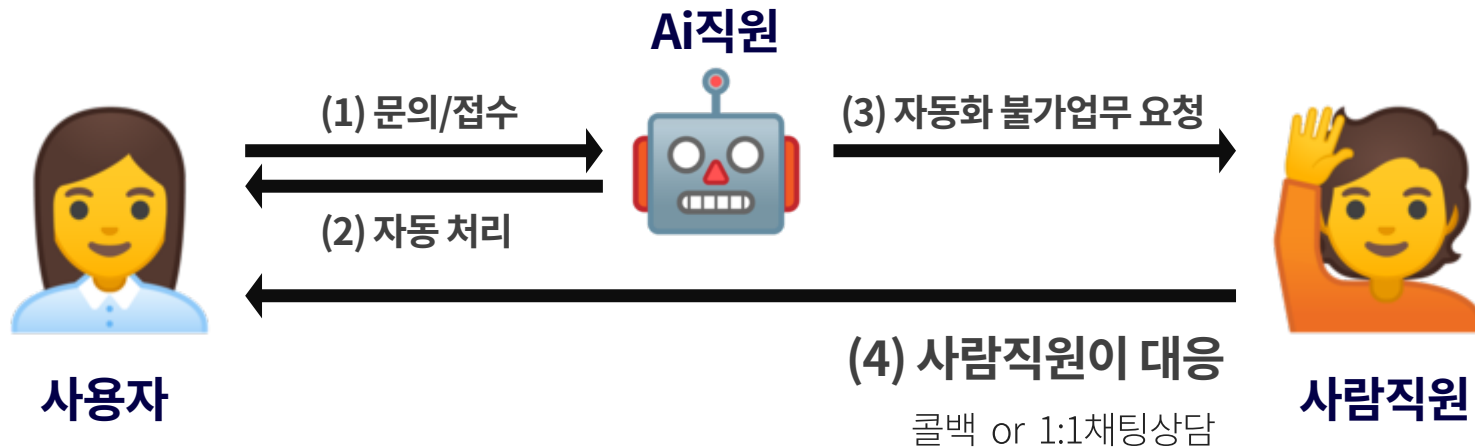 Ai직원
(1) 문의/접수
(3) 자동화 불가업무 요청
(2) 자동 처리
(4) 사람직원이 대응
콜백 or 1:1채팅상담
사용자
사람직원